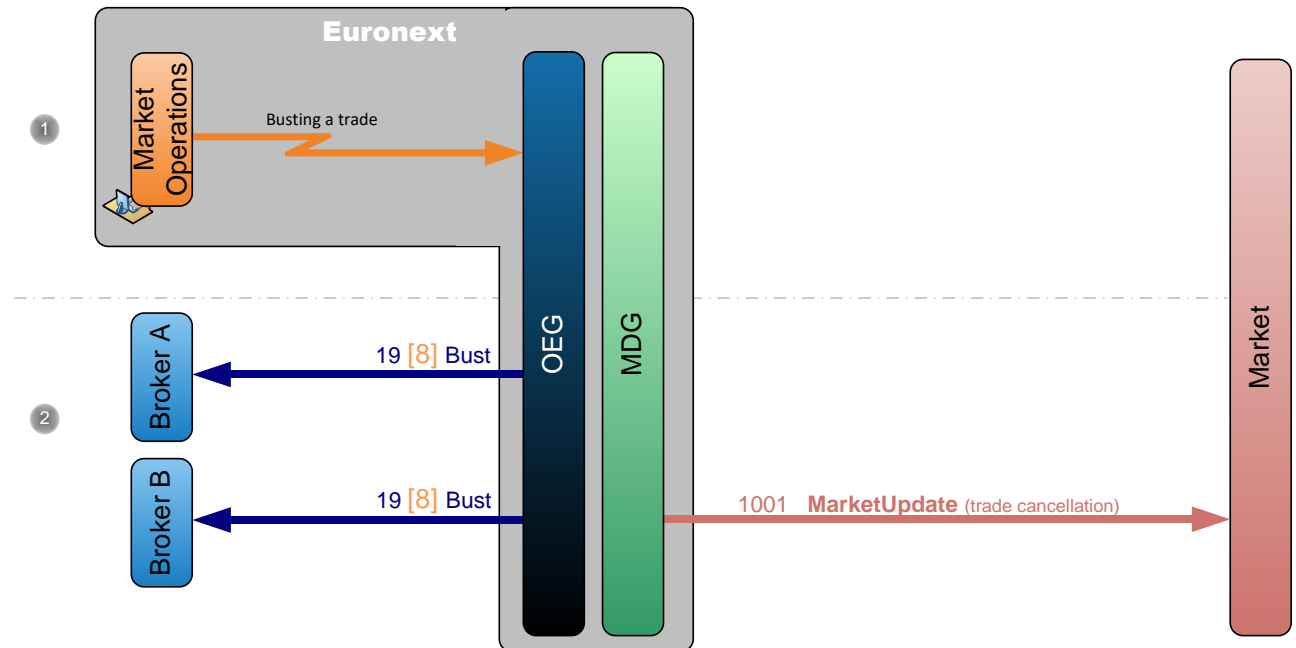 Euronext
1
Market
Operations
Busting a trade
OEG
MDG
Market
2
Broker A
19 [8] Bust
Broker B
19 [8] Bust
1001 MarketUpdate (trade cancellation)